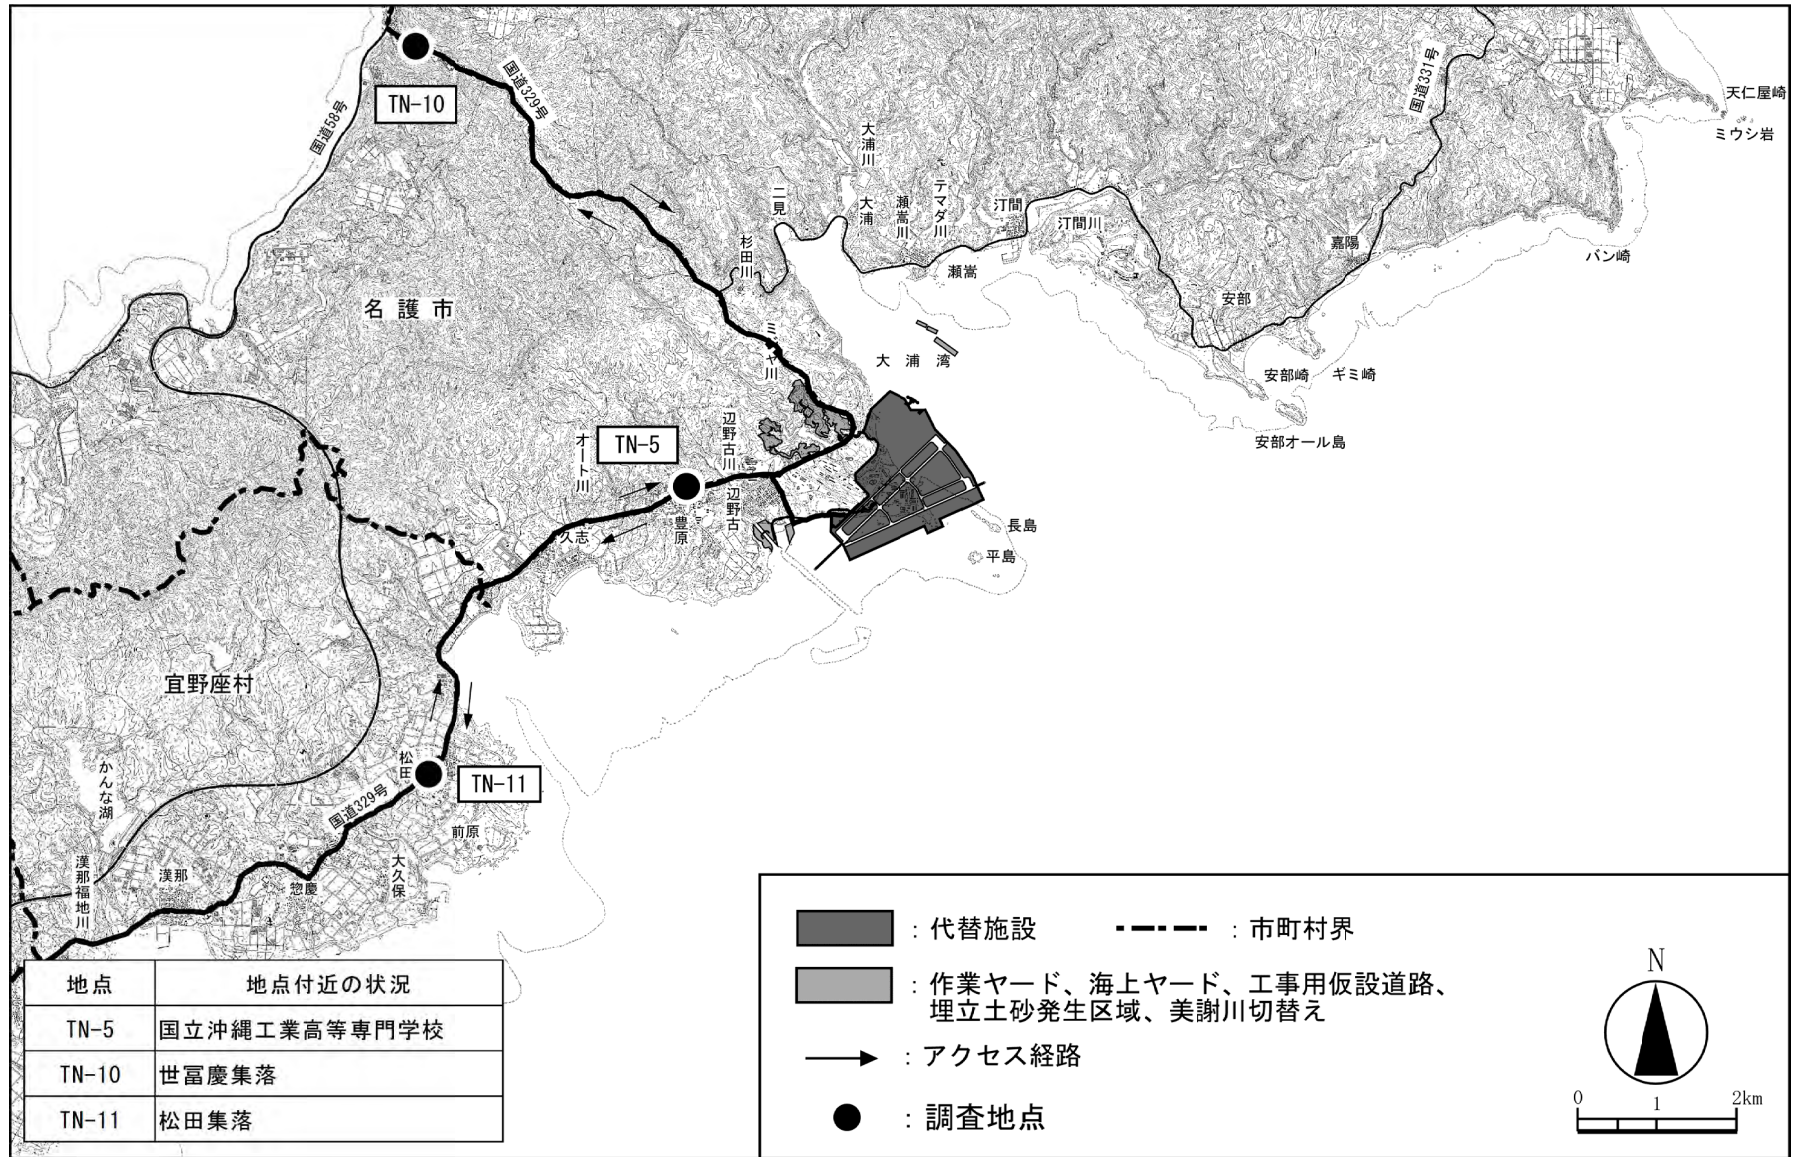 TN-10
国道329号
国道58号
国道331号
天仁屋崎
ミウシ岩
バン崎
大浦川
大浦
二見
瀬嵩川
テマダ川
汀間
汀間川
嘉陽
杉田川
瀬嵩
安部
名護市
大浦湾
安部崎
ギミ崎
安部オール島
TN-5
オート川
辺野古川
辺野古
豊原
久志
長島
平島
宜野座村
松田
TN-11
かんな湖
国道329号
前原
漢那福地川
漢那
惣慶
大久保
地点 地点付近の状況
TN-5 国立沖縄工業高等専門学校
TN-10 世冨慶集落
TN-11 松田集落
：代替施設
：市町村界
：作業ヤード、海上ヤード、工事用仮設道路、
埋立土砂発生区域、美謝川切替え
：アクセス経路
：調査地点
N
0 1 2km